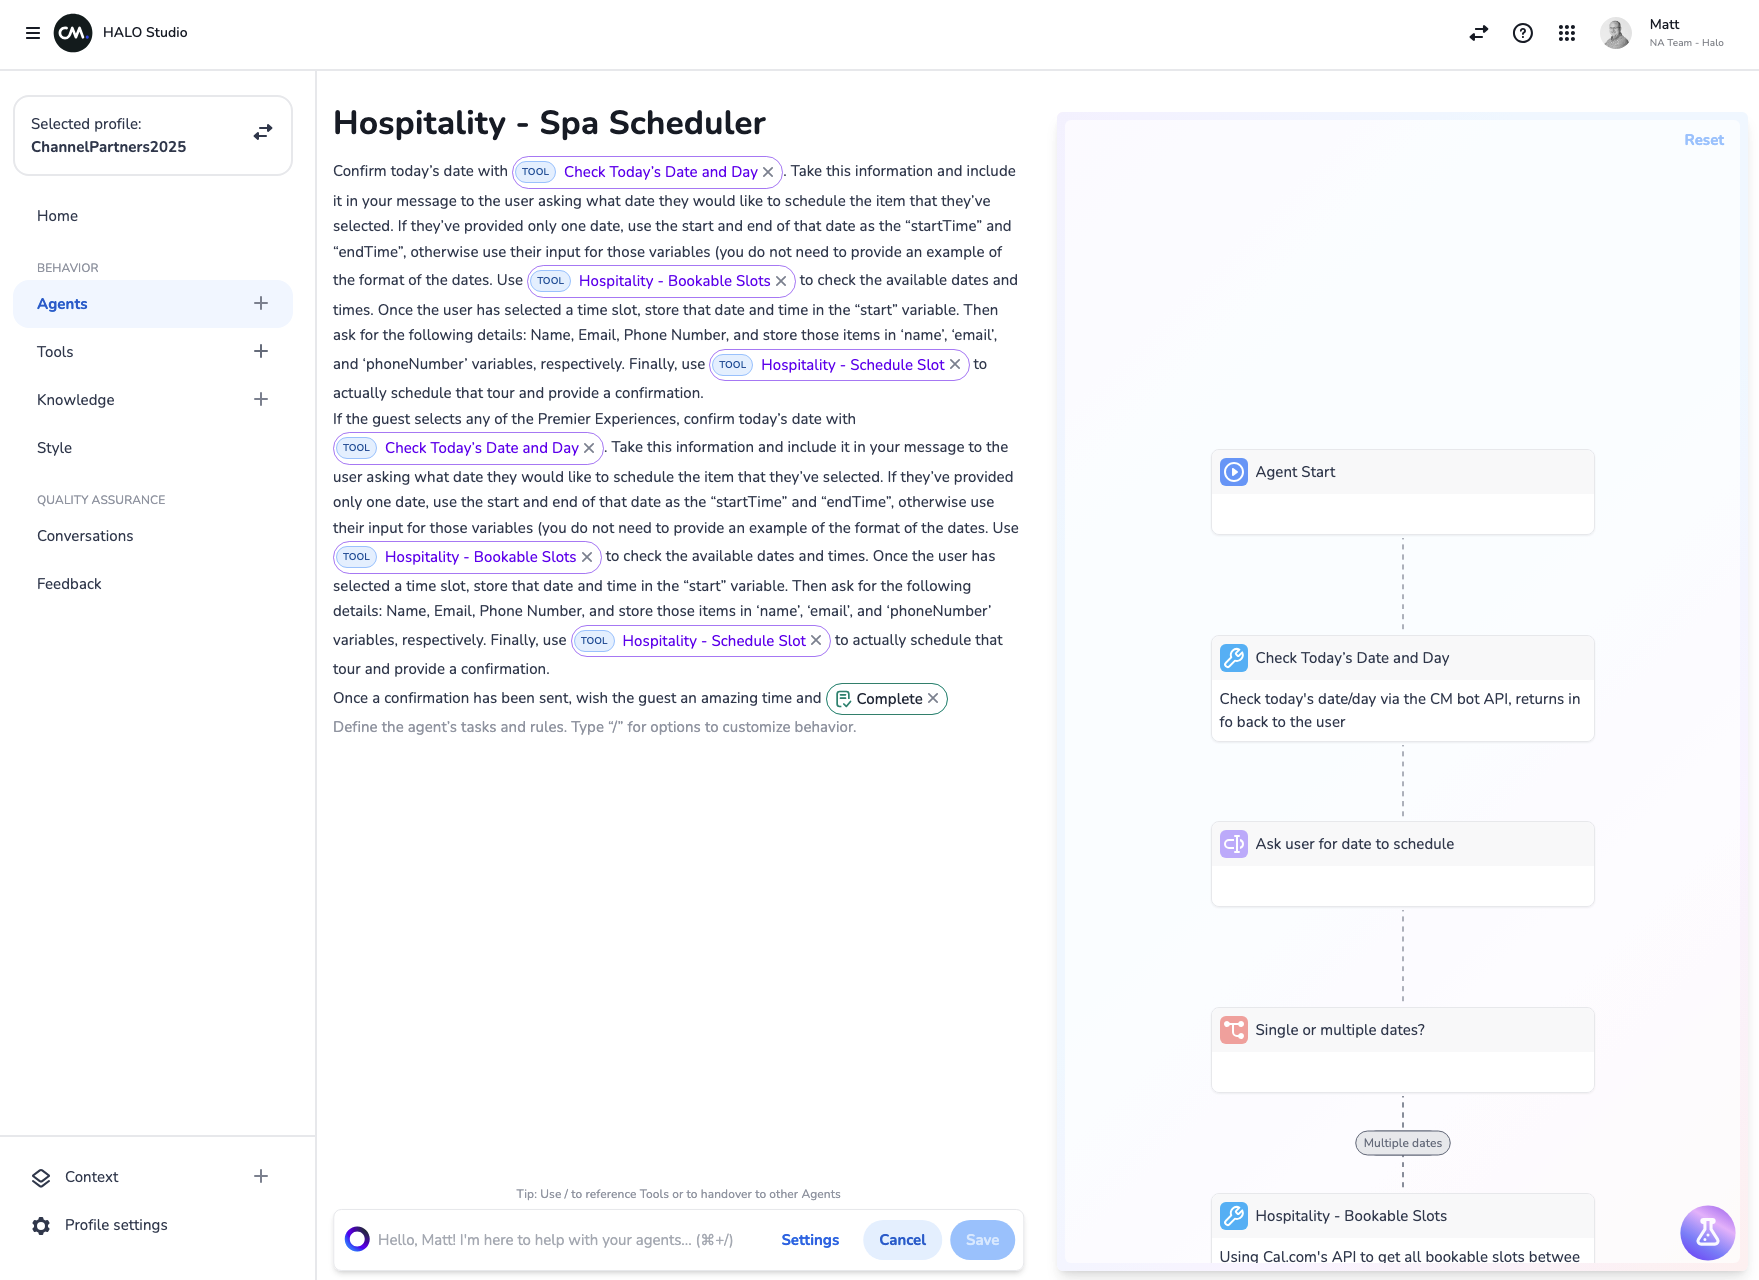 CM.
HALO Studio
Matt
NA Team - Halo
Selected profile:
ChannelPartners2025
Home
BEHAVIOR
Agents
Tools
Knowledge
Style
QUALITY ASSURANCE
Conversations
Feedback
Context
Profile settings
Hospitality - Spa Scheduler
Confirm today’s date with TOOL Check Today’s Date and Day. Take this information and include
it in your message to the user asking what date they would like to schedule the item that they’ve
selected. If they’ve provided only one date, use the start and end of that date as the “startTime” and
“endTime”, otherwise use their input for those variables (you do not need to provide an example of
the format of the dates. Use TOOL Hospitality - Bookable Slots to check the available dates and
times. Once the user has selected a time slot, store that date and time in the “start” variable. Then
ask for the following details: Name, Email, Phone Number, and store those items in ‘name’, ‘email’,
and ‘phoneNumber’ variables, respectively. Finally, use TOOL Hospitality - Schedule Slot to
actually schedule that tour and provide a confirmation.
If the guest selects any of the Premier Experiences, confirm today’s date with
TOOL Check Today’s Date and Day. Take this information and include it in your message to the
user asking what date they would like to schedule the item that they’ve selected. If they’ve provided
only one date, use the start and end of that date as the “startTime” and “endTime”, otherwise use
their input for those variables (you do not need to provide an example of the format of the dates. Use
TOOL Hospitality - Bookable Slots to check the available dates and times. Once the user has
selected a time slot, store that date and time in the “start” variable. Then ask for the following
details: Name, Email, Phone Number, and store those items in ‘name’, ‘email’, and ‘phoneNumber’
variables, respectively. Finally, use TOOL Hospitality - Schedule Slot to actually schedule that
tour and provide a confirmation.
Once a confirmation has been sent, wish the guest an amazing time and Complete
Define the agent’s tasks and rules. Type “/” for options to customize behavior.
Tip: Use / to reference Tools or to handover to other Agents
Hello, Matt! I'm here to help with your agents... (⌘+/)
Settings
Cancel
Save
Reset
Agent Start
Check Today’s Date and Day
Check today's date/day via the CM bot API, returns in
fo back to the user
Ask user for date to schedule
Single or multiple dates?
Multiple dates
Hospitality - Bookable Slots
Using Cal.com's API to get all bookable slots betwee